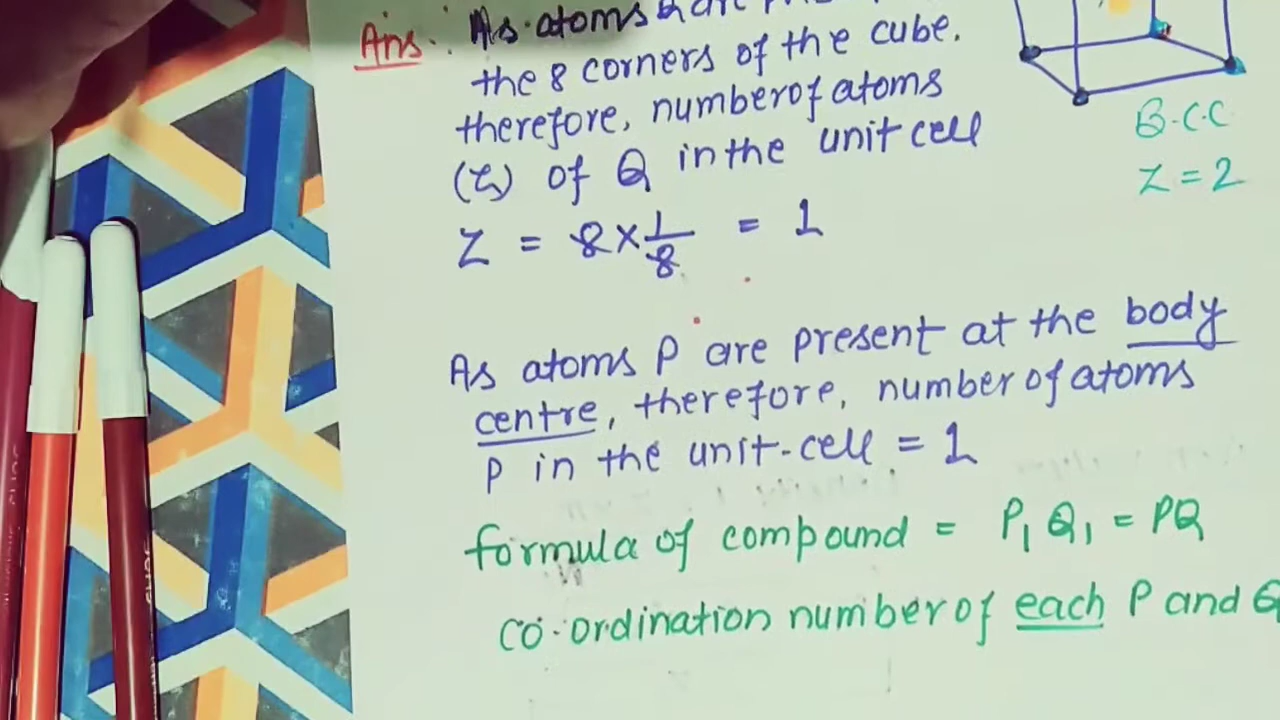 Ans:. As atoms Q are
the 8 corners of the cube.
therefore, number of atoms
(Z) of Q in the unit cell
Z = 8 × 1/8 = 1
B.C.C
Z = 2
As atoms P are present at the body
centre, therefore, number of atoms
P in the unit-cell = 1
formula of compound = P₁ Q₁ = PQ
co-ordination number of each P and Q